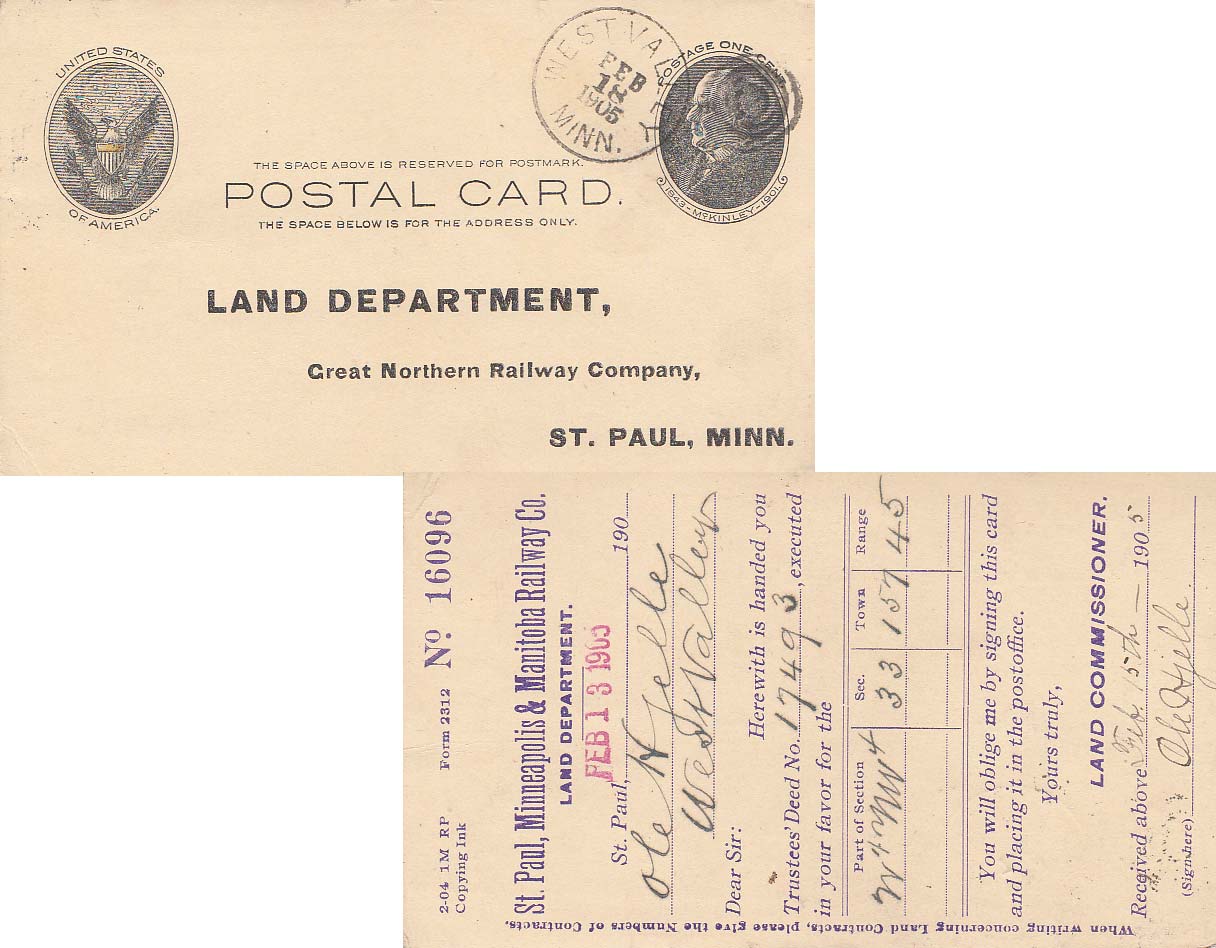 UNITED STATES
OF AMERICA.
WEST VALLEY
FEB
18
1905
MINN.
POSTAGE ONE CENT
1843-McKINLEY-1901
THE SPACE ABOVE IS RESERVED FOR POSTMARK.
POSTAL CARD.
THE SPACE BELOW IS FOR THE ADDRESS ONLY.
LAND DEPARTMENT,
Great Northern Railway Company,
ST. PAUL, MINN.
2-04 1M RP Form 2312 No. 16096
Copying Ink
St. Paul, Minneapolis & Manitoba Railway Co.
LAND DEPARTMENT.
FEB 13 1905
St. Paul, 190
Ole Hjelle
West Valley
Dear Sir:
Herewith is handed you
Trustees' Deed No. 17493, executed
in your favor for the
Part of Section Sec. Town Range
NW4 33 157 45
You will oblige me by signing this card
and placing it in the postoffice.
Yours truly,
LAND COMMISSIONER.
Received above Feb. 15th — 1905
(Sign here) Ole Hjelle
When writing concerning Land Contracts, please give the Numbers of Contracts.